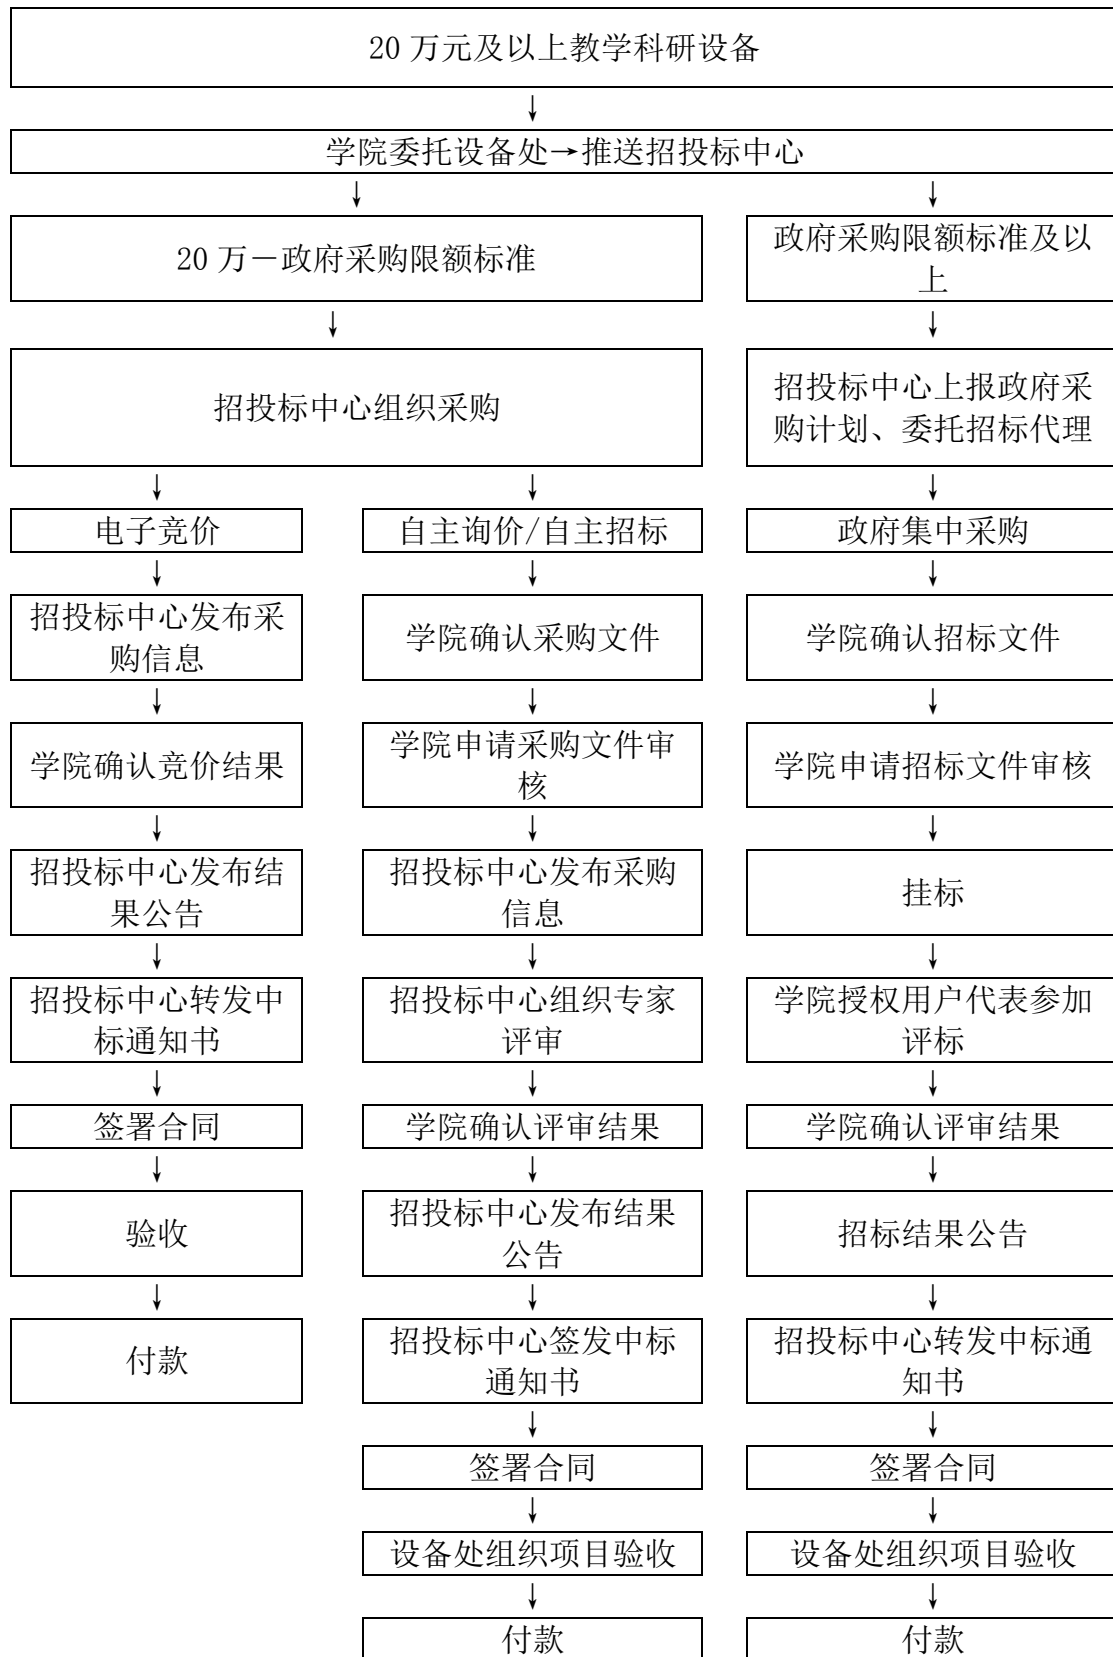 20 万元及以上教学科研设备
↓
学院委托设备处→推送招投标中心
↓ ↓
20 万－政府采购限额标准
政府采购限额标准及以
上
↓ ↓
招投标中心组织采购
招投标中心上报政府采
购计划、委托招标代理
↓ ↓ ↓
电子竞价
↓
招投标中心发布采
购信息
↓
学院确认竞价结果
↓
招投标中心发布结
果公告
↓
招投标中心转发中
标通知书
↓
签署合同
↓
验收
↓
付款
自主询价/自主招标
↓
学院确认采购文件
↓
学院申请采购文件审
核
↓
招投标中心发布采购
信息
↓
招投标中心组织专家
评审
↓
学院确认评审结果
↓
招投标中心发布结果
公告
↓
招投标中心签发中标
通知书
↓
签署合同
↓
设备处组织项目验收
↓
付款
政府集中采购
↓
学院确认招标文件
↓
学院申请招标文件审核
↓
挂标
↓
学院授权用户代表参加
评标
↓
学院确认评审结果
↓
招标结果公告
↓
招投标中心转发中标通
知书
↓
签署合同
↓
设备处组织项目验收
↓
付款